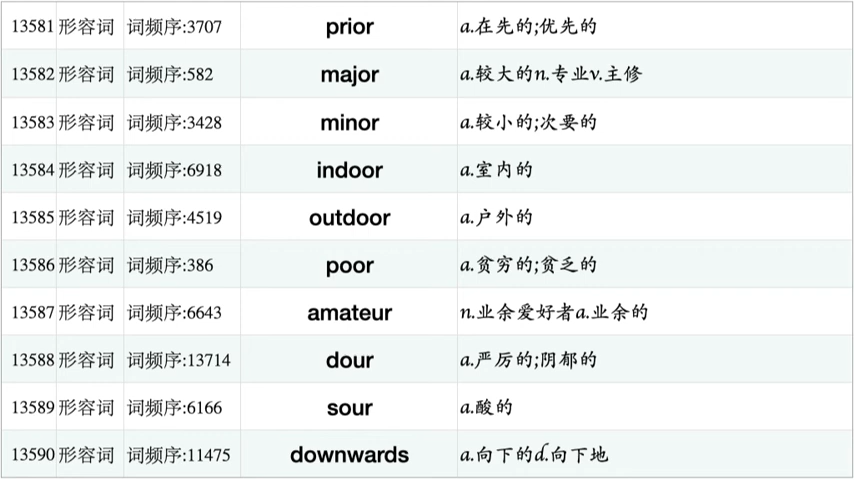 13581 形容词 词频序:3707 prior a.在先的;优先的
13582 形容词 词频序:582 major a.较大的n.专业v.主修
13583 形容词 词频序:3428 minor a.较小的;次要的
13584 形容词 词频序:6918 indoor a.室内的
13585 形容词 词频序:4519 outdoor a.户外的
13586 形容词 词频序:386 poor a.贫穷的;贫乏的
13587 形容词 词频序:6643 amateur n.业余爱好者a.业余的
13588 形容词 词频序:13714 dour a.严厉的;阴郁的
13589 形容词 词频序:6166 sour a.酸的
13590 形容词 词频序:11475 downwards a.向下的d.向下地